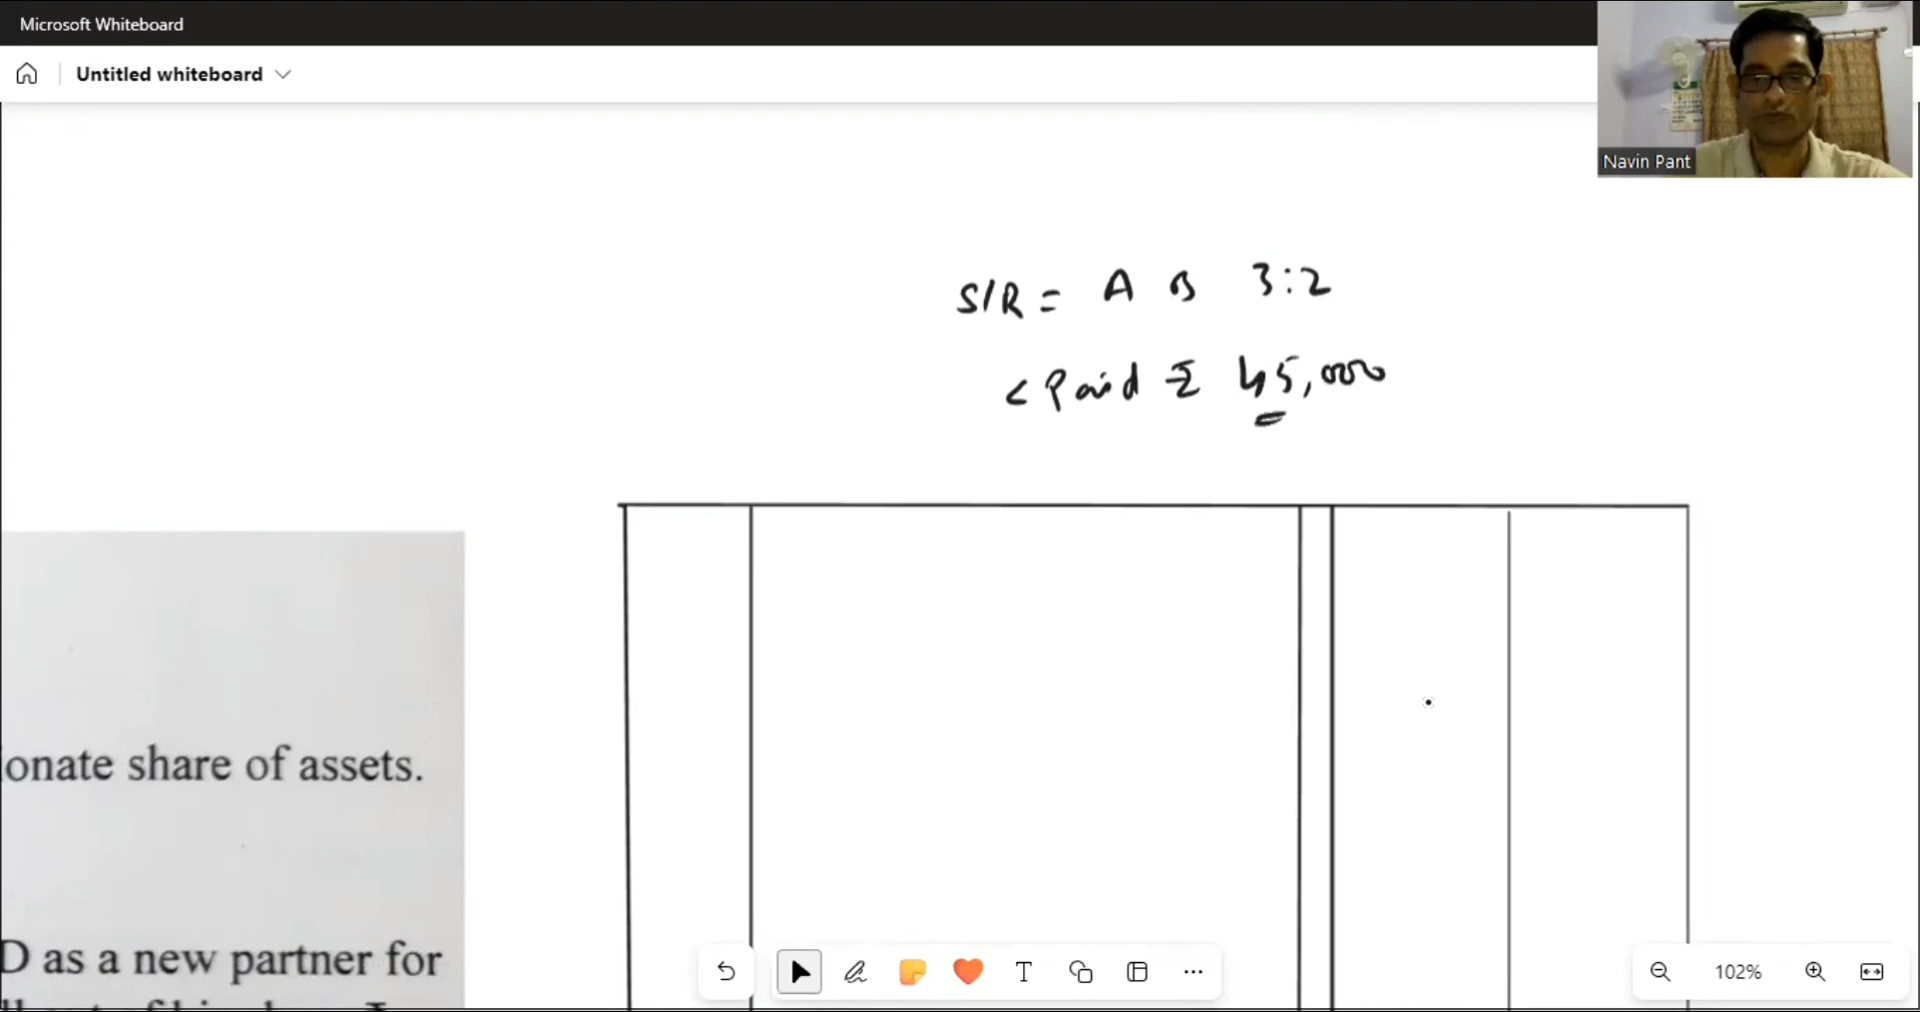 Microsoft Whiteboard
Untitled whiteboard
Navin Pant
S/R = A B 3:2
C Paid ₹ 45,000
ionate share of assets.
D as a new partner for
102%